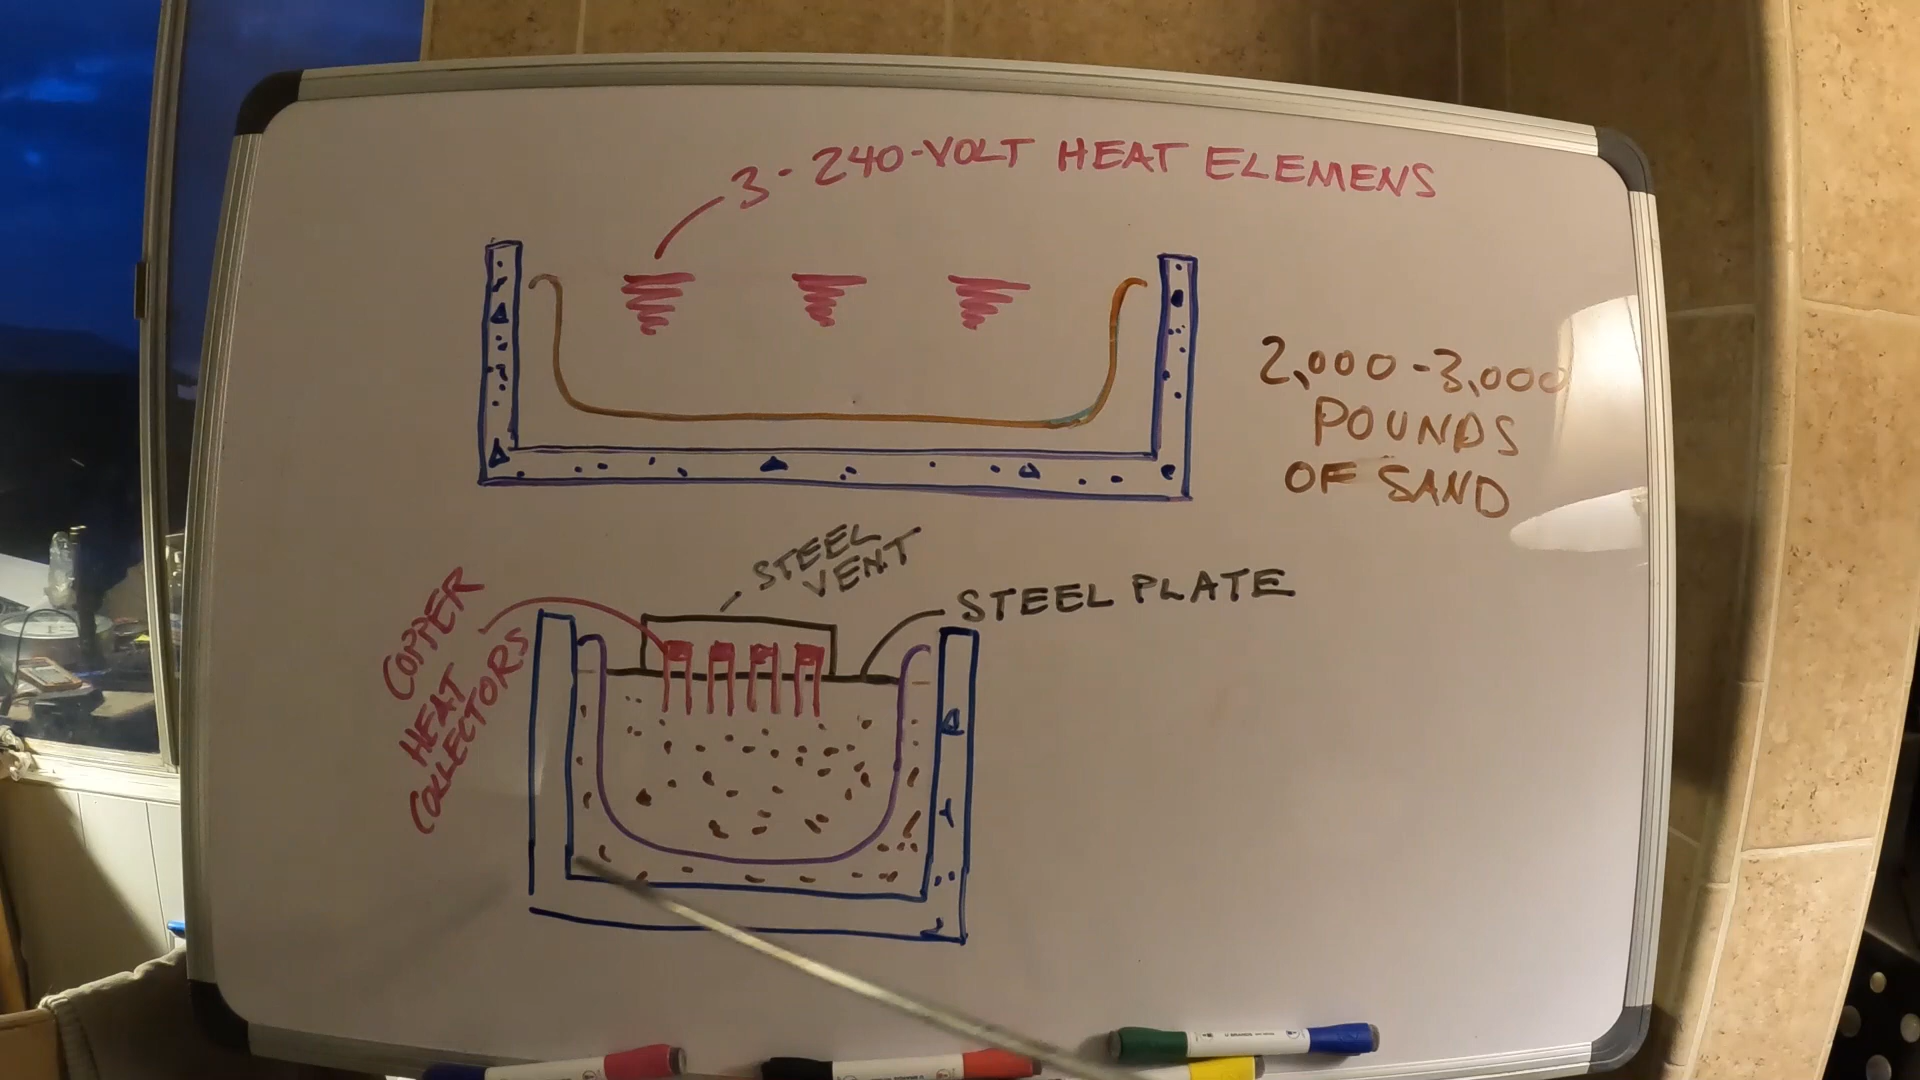 3-240-VOLT HEAT ELEMENS
2,000-3,000
POUNDS
OF SAND
STEEL
VENT
STEEL PLATE
COPPER
HEAT
COLLECTORS